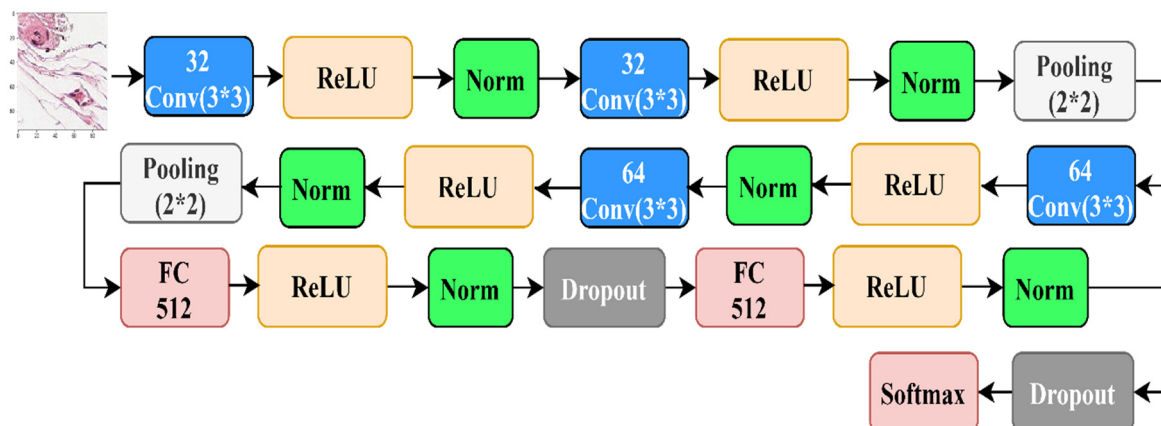 32
Conv(3*3)
ReLU
Norm
32
Conv(3*3)
ReLU
Norm
Pooling
(2*2)
64
Conv(3*3)
ReLU
Norm
64
Conv(3*3)
ReLU
Norm
Pooling
(2*2)
FC
512
ReLU
Norm
Dropout
FC
512
ReLU
Norm
Dropout
Softmax